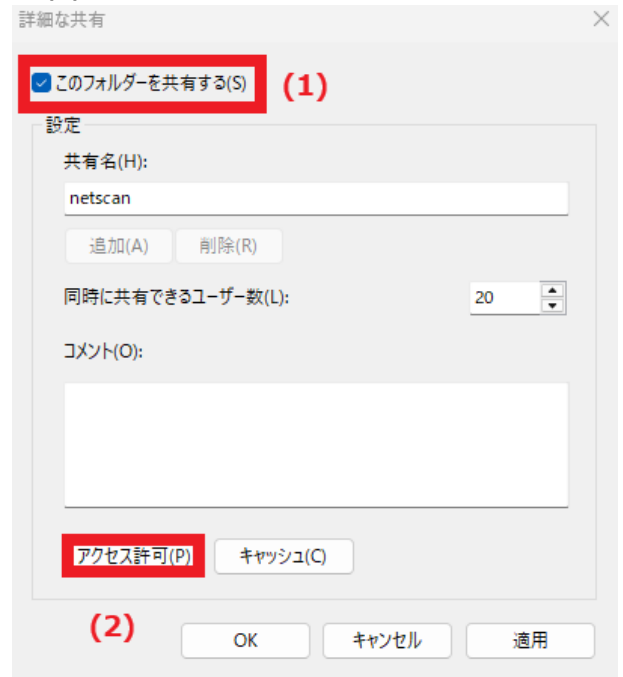 詳細な共有
このフォルダーを共有する(S) (1)
設定
共有名(H):
netscan
追加(A) 削除(R)
同時に共有できるユーザー数(L): 20
コメント(O):
アクセス許可(P) キャッシュ(C)
(2)
OK キャンセル 適用